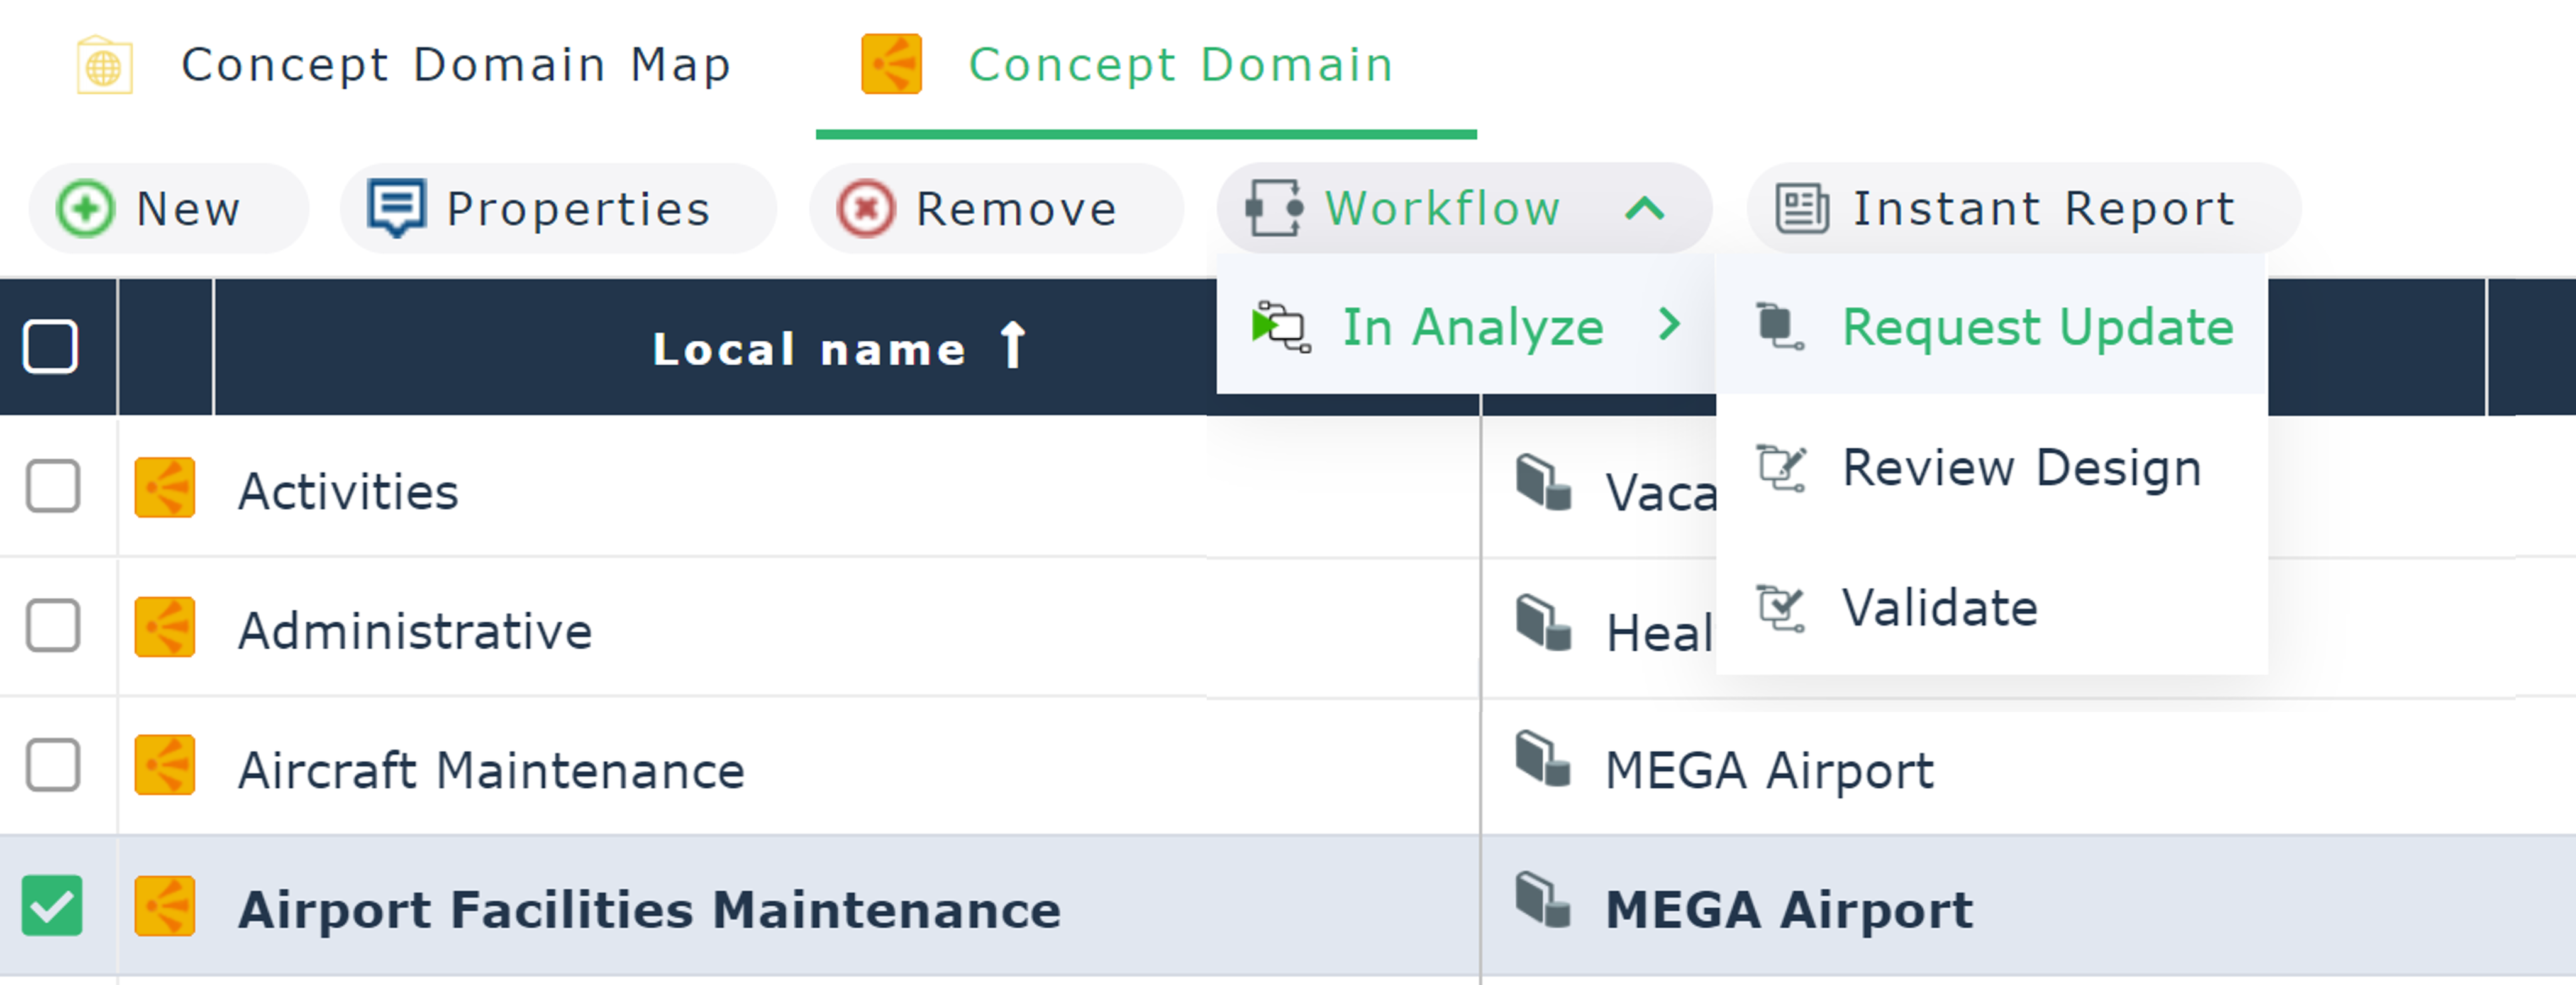 Concept Domain Map Concept Domain
New Properties Remove Workflow Instant Report
Local name ↑ In Analyze Request Update
Activities Vaca Review Design
Administrative Heal Validate
Aircraft Maintenance MEGA Airport
Airport Facilities Maintenance MEGA Airport